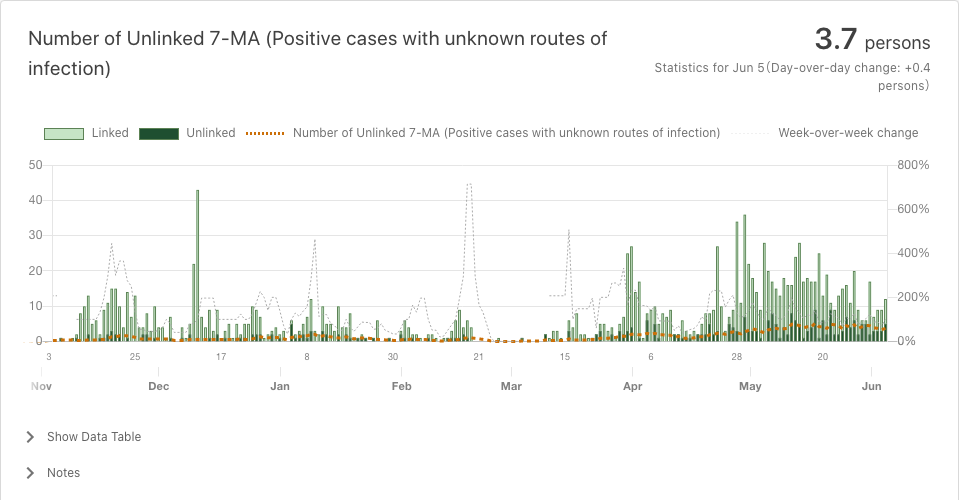 Number of Unlinked 7-MA (Positive cases with unknown routes of
infection)
3.7 persons
Statistics for Jun 5(Day-over-day change: +0.4
persons)
Linked Unlinked Number of Unlinked 7-MA (Positive cases with unknown routes of infection) Week-over-week change
50 800%
40 600%
30
400%
20
10 200%
0 0%
3 25 17 8 30 21 15 6 28 20
Nov Dec Jan Feb Mar Apr May Jun
Show Data Table
Notes